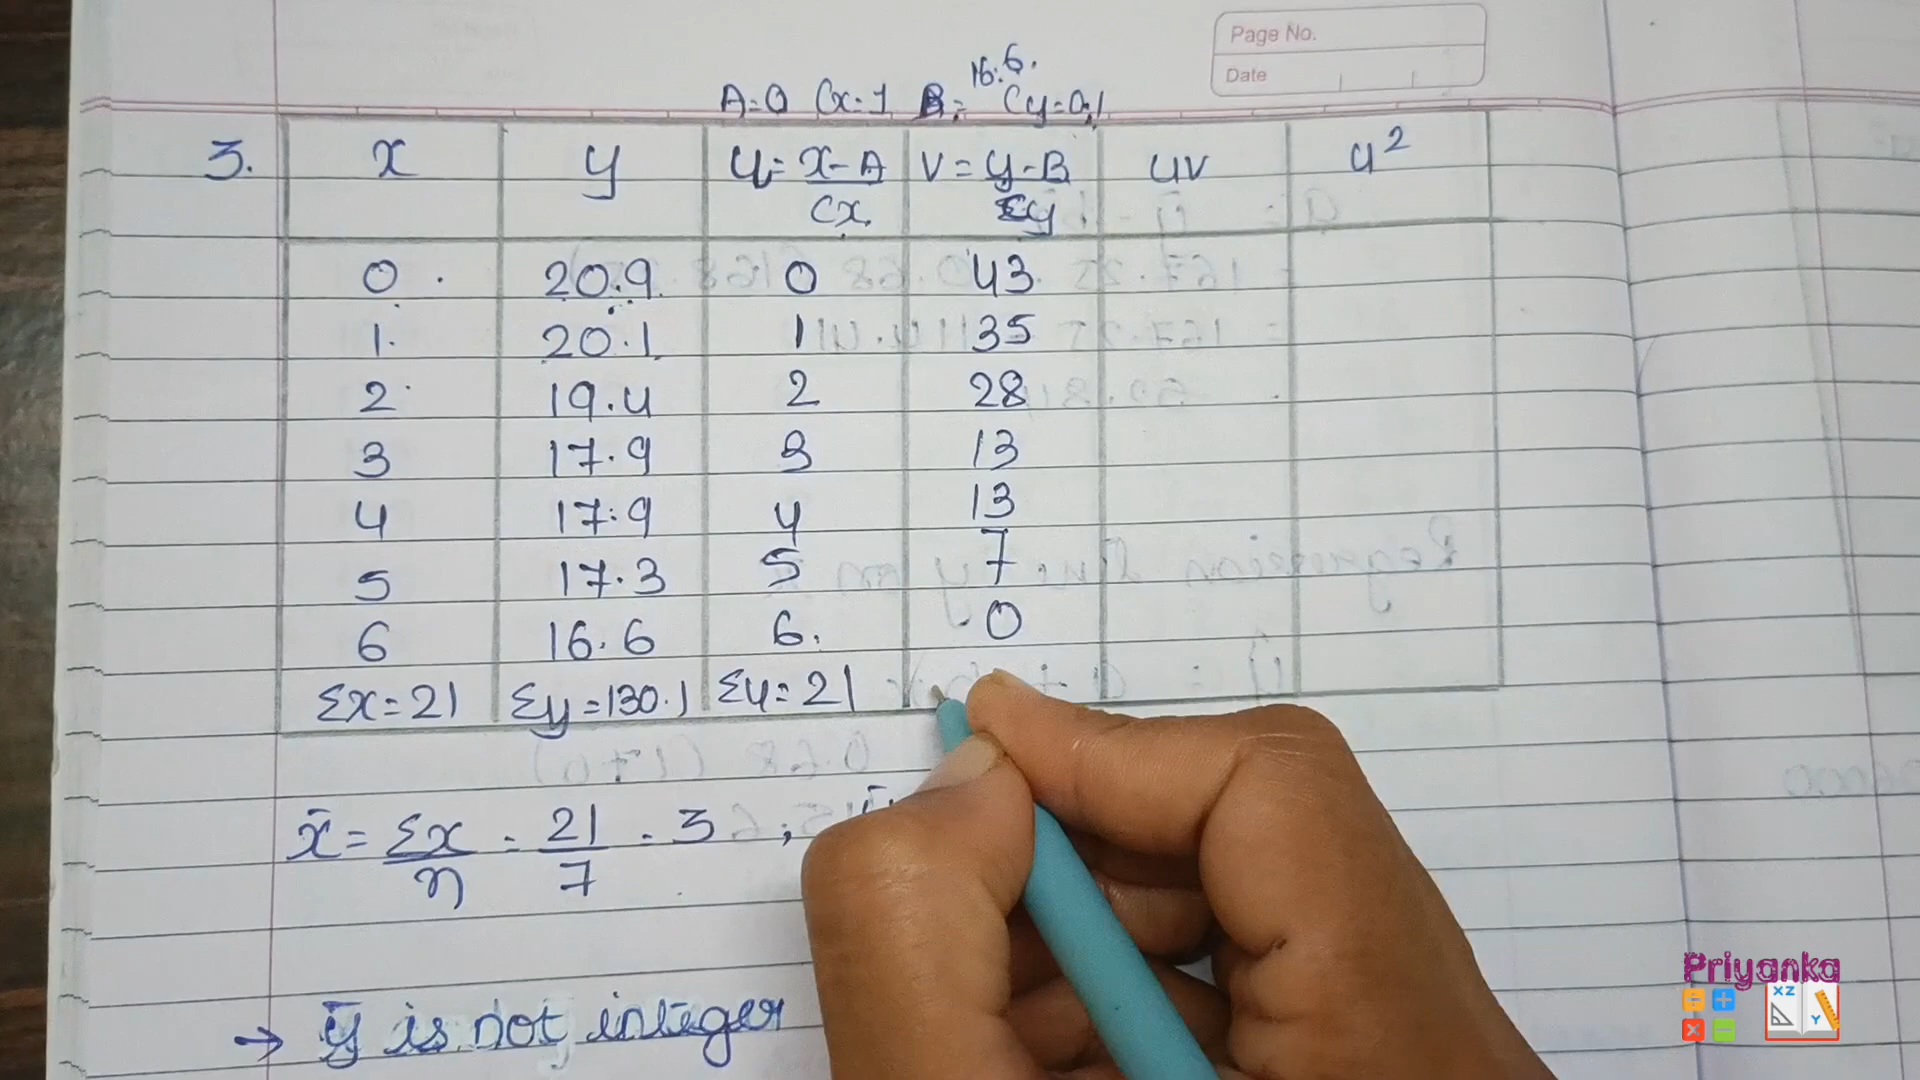 Page No.
Date
16.6.
A=0 Cx=1 B= Cy=0.1
3. x y u=x-A/Cx v=y-B/Cy uv u²
0 20.9 0 43
1 20.1 1 35
2 19.4 2 28
3 17.9 3 13
4 17.9 4 13
5 17.3 5 7
6 16.6 6 0
Σx=21 Σy=130.1 Σu=21
x̄=Σx/n=21/7=3;
→ ȳ is not integer
Priyanka
XZ
Y